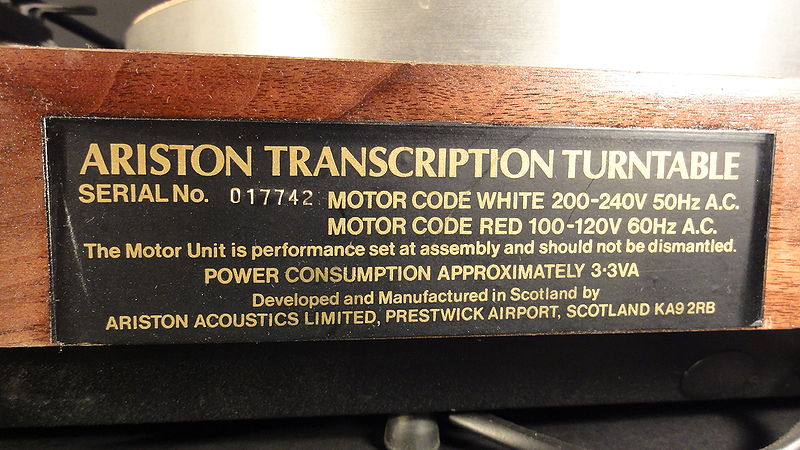 ARISTON TRANSCRIPTION TURNTABLE
SERIAL No. 017742 MOTOR CODE WHITE 200-240V 50Hz A.C.
MOTOR CODE RED 100-120V 60Hz A.C.
The Motor Unit is performance set at assembly and should not be dismantled.
POWER CONSUMPTION APPROXIMATELY 3·3VA
Developed and Manufactured in Scotland by
ARISTON ACOUSTICS LIMITED, PRESTWICK AIRPORT, SCOTLAND KA9 2RB